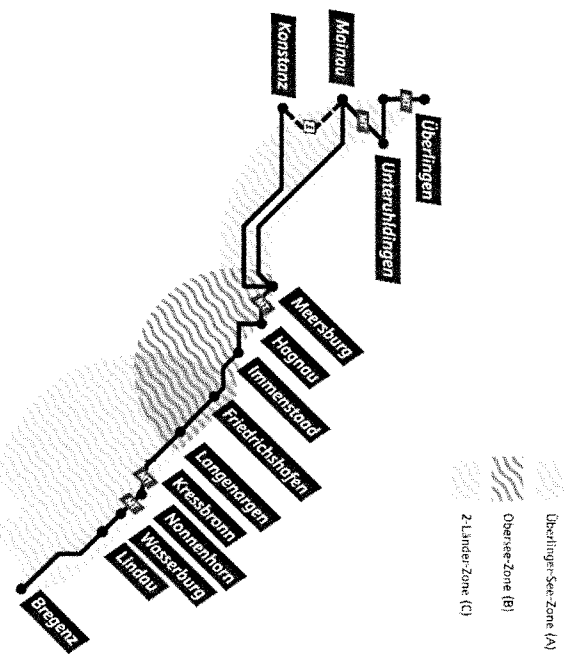 Konstanz
Mainau
Überlingen
Unteruhldingen
Meersburg
Hagnau
Immenstaad
Friedrichshafen
Langenargen
Kressbronn
Nonnenhorn
Wasserburg
Lindau
Bregenz
Überlinger-See-Zone (A)
Obersee-Zone (B)
2-Länder-Zone (C)